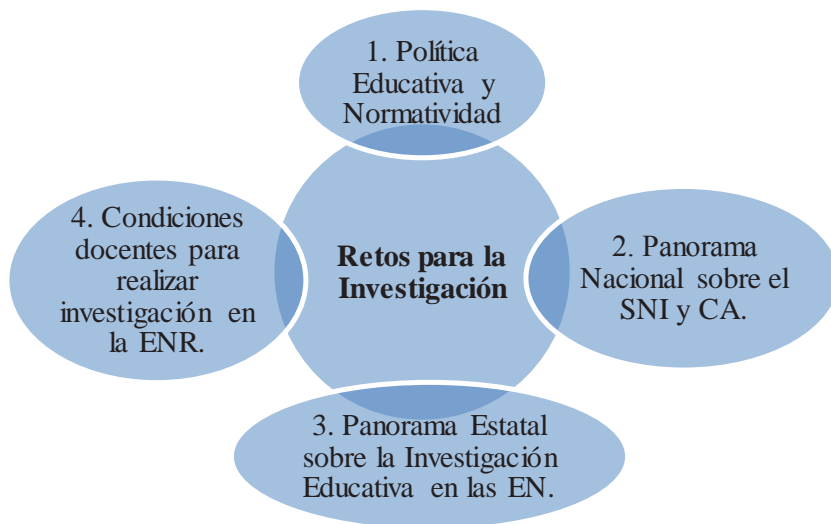 1. Política
Educativa y
Normatividad
4. Condiciones
docentes para
realizar
investigación en
la ENR.
Retos para la
Investigación
2. Panorama
Nacional sobre el
SNI y CA.
3. Panorama Estatal
sobre la Investigación
Educativa en las EN.